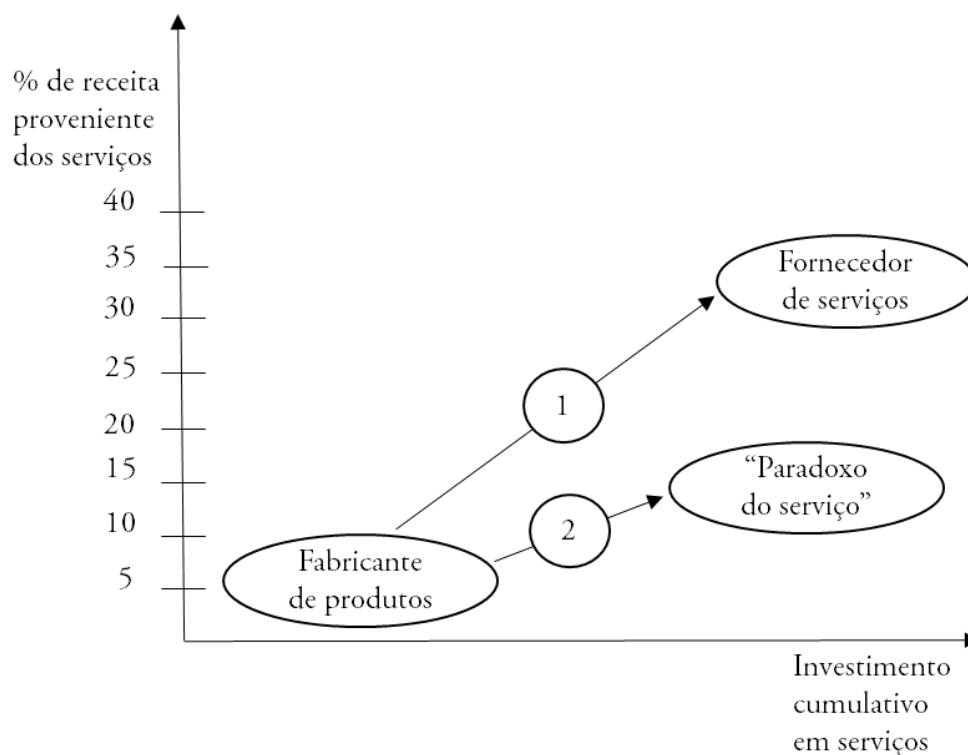 % de receita
proveniente
dos serviços
40
35
30
25
20
15
10
5
Fornecedor
de serviços
1
"Paradoxo
do serviço"
2
Fabricante
de produtos
Investimento
cumulativo
em serviços